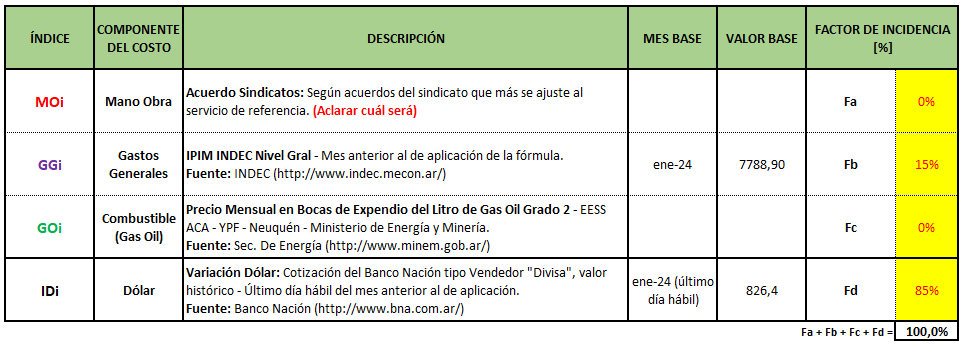 ÍNDICE
COMPONENTE
DEL COSTO
DESCRIPCIÓN
MES BASE
VALOR BASE
FACTOR DE INCIDENCIA
[%]
MOi
Mano Obra
Acuerdo Sindicatos: Según acuerdos del sindicato que más se ajuste al
servicio de referencia. (Aclarar cuál será)
Fa
0%
GGi
Gastos
Generales
IPIM INDEC Nivel Gral - Mes anterior al de aplicación de la fórmula.
Fuente: INDEC (http://www.indec.mecon.ar/)
ene-24
7788,90
Fb
15%
GOi
Combustible
(Gas Oil)
Precio Mensual en Bocas de Expendio del Litro de Gas Oil Grado 2 - EESS
ACA - YPF - Neuquén - Ministerio de Energía y Minería.
Fuente: Sec. De Energía (http://www.minem.gob.ar/)
Fc
0%
IDi
Dólar
Variación Dólar: Cotización del Banco Nación tipo Vendedor "Divisa", valor
histórico - Último día hábil del mes anterior al de aplicación.
Fuente: Banco Nación (http://www.bna.com.ar/)
ene-24 (último
día hábil)
826,4
Fd
85%
Fa + Fb + Fc + Fd = 100,0%